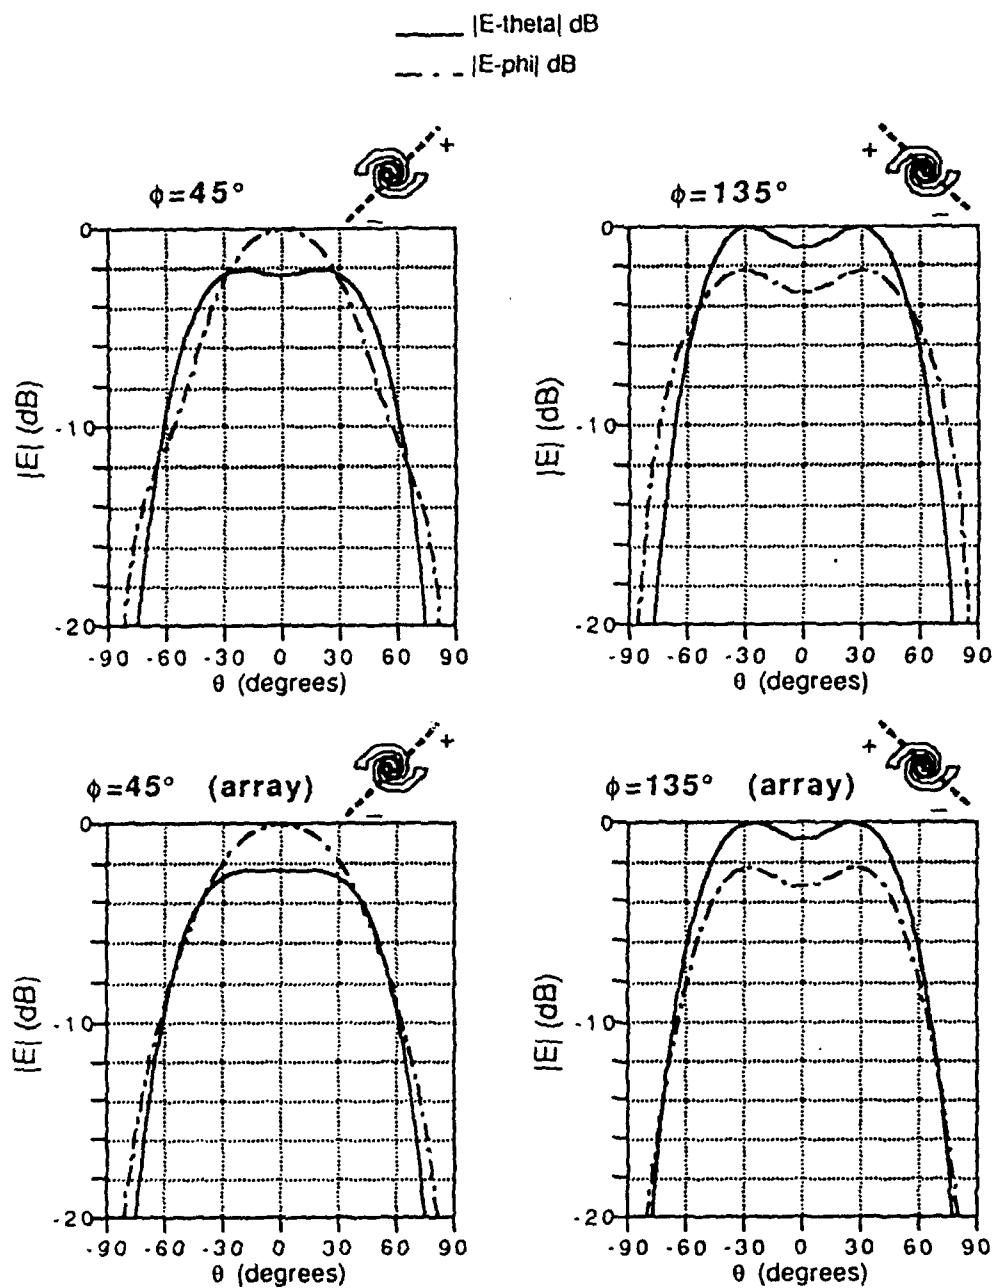 |E-theta| dB
|E-phi| dB
+
φ=45°
−
0
-10
-20
|E| (dB)
-90 -60 -30 0 30 60 90
θ (degrees)
+
φ=135°
−
0
-10
-20
|E| (dB)
-90 -60 -30 0 30 60 90
θ (degrees)
+
φ=45° (array)
−
0
-10
-20
|E| (dB)
-90 -60 -30 0 30 60 90
θ (degrees)
+
φ=135° (array)
−
0
-10
-20
|E| (dB)
-90 -60 -30 0 30 60 90
θ (degrees)